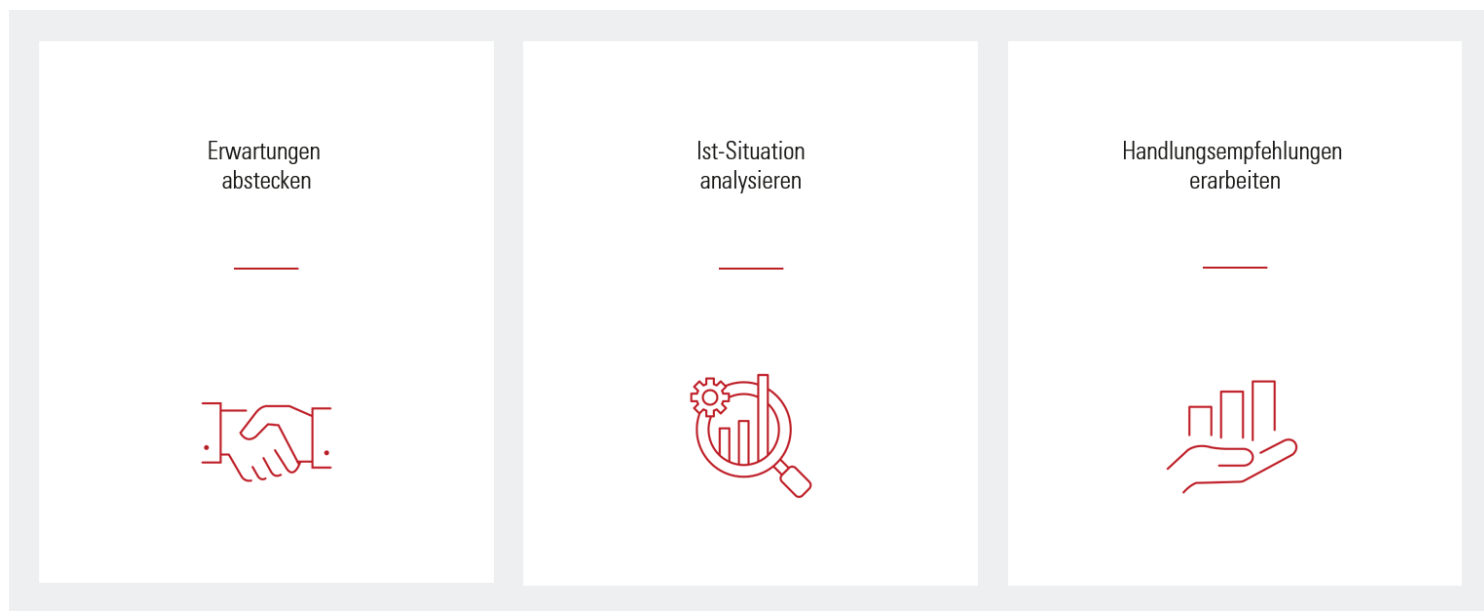 Erwartungen
abstecken
Ist-Situation
analysieren
Handlungsempfehlungen
erarbeiten